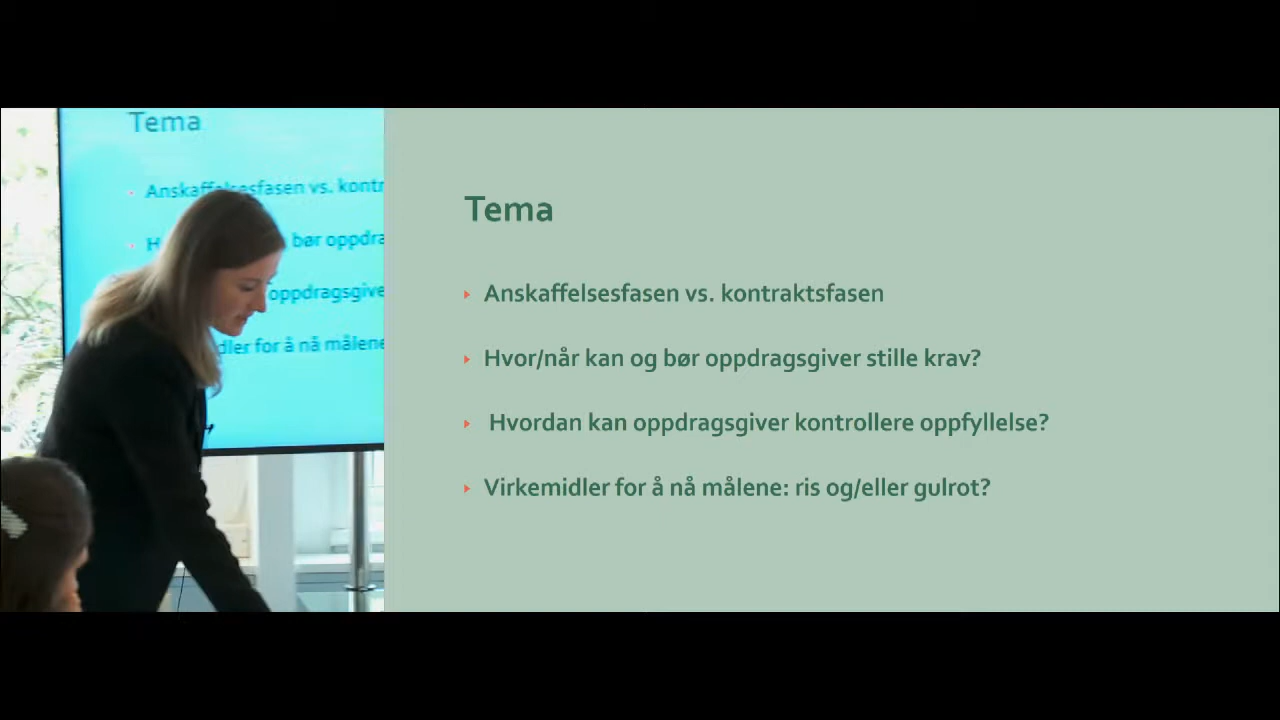 Tema
Anskaffelsesfasen vs. kontr
bør oppdra
oppdragsgive
for å nå målene
Tema
Anskaffelsesfasen vs. kontraktsfasen
Hvor/når kan og bør oppdragsgiver stille krav?
Hvordan kan oppdragsgiver kontrollere oppfyllelse?
Virkemidler for å nå målene: ris og/eller gulrot?